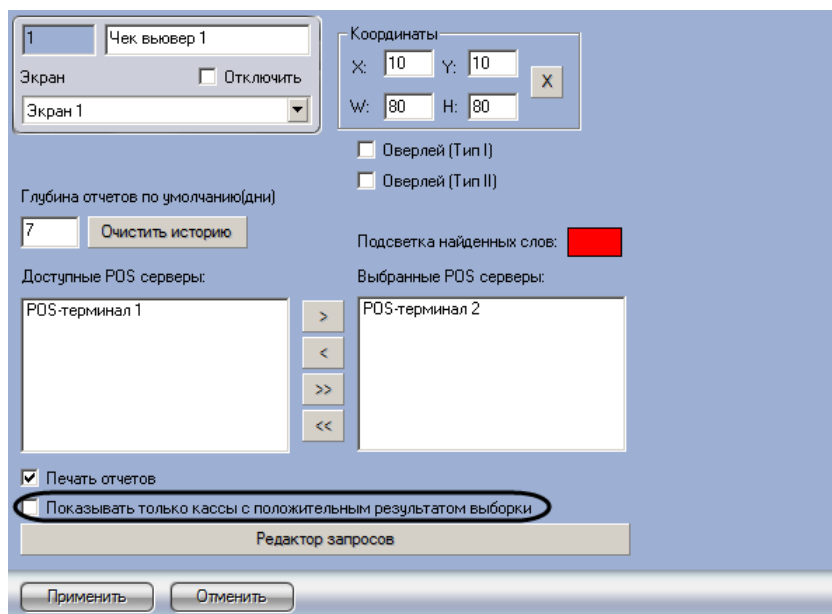 1
Чек вьювер 1
Экран
Отключить
Экран 1
Координаты
X: 10 Y: 10
X
W: 80 H: 80
Оверлей (Тип I)
Оверлей (Тип II)
Глубина отчетов по умолчанию(дни)
7
Очистить историю
Подсветка найденных слов:
Доступные POS серверы:
Выбранные POS серверы:
POS-терминал 1
POS-терминал 2
>
<
>>
<<
Печать отчетов
Показывать только кассы с положительным результатом выборки
Редактор запросов
Применить
Отменить